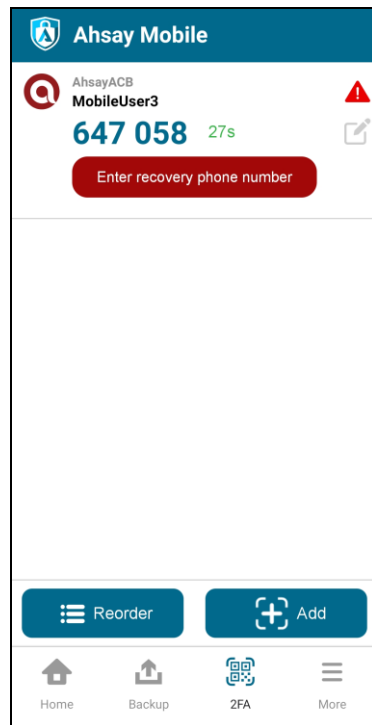 Ahsay Mobile
AhsayACB
MobileUser3
647 058 27s
Enter recovery phone number
Reorder Add
Home Backup 2FA More